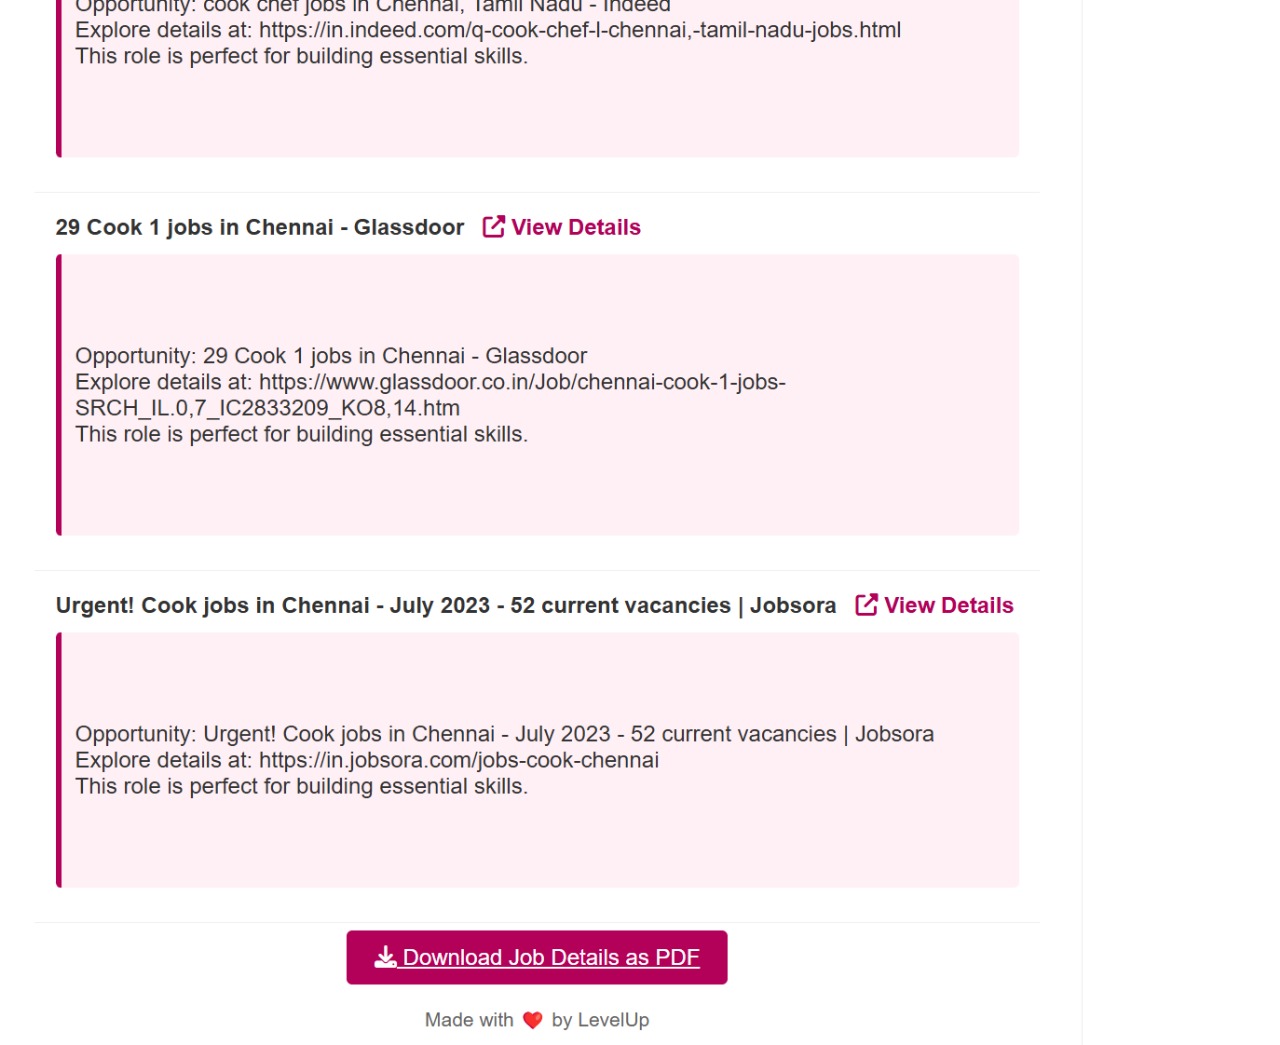 Opportunity: cook chef jobs in Chennai, Tamil Nadu - Indeed
Explore details at: https://in.indeed.com/q-cook-chef-l-chennai,-tamil-nadu-jobs.html
This role is perfect for building essential skills.
29 Cook 1 jobs in Chennai - Glassdoor View Details
Opportunity: 29 Cook 1 jobs in Chennai - Glassdoor
Explore details at: https://www.glassdoor.co.in/Job/chennai-cook-1-jobs-
SRCH_IL.0,7_IC2833209_KO8,14.htm
This role is perfect for building essential skills.
Urgent! Cook jobs in Chennai - July 2023 - 52 current vacancies | Jobsora View Details
Opportunity: Urgent! Cook jobs in Chennai - July 2023 - 52 current vacancies | Jobsora
Explore details at: https://in.jobsora.com/jobs-cook-chennai
This role is perfect for building essential skills.
Download Job Details as PDF
Made with ❤️ by LevelUp